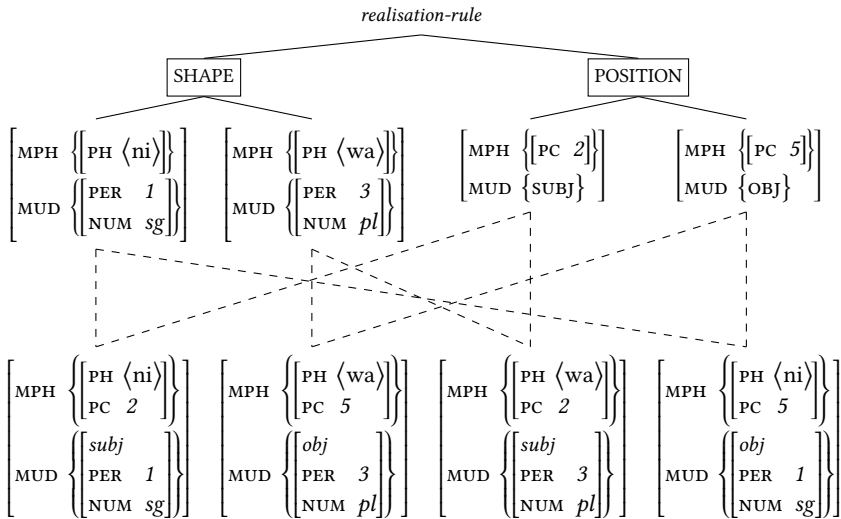 realisation-rule
SHAPE POSITION
MPH {[PH ⟨ni⟩]} MPH {[PH ⟨wa⟩]} MPH {[PC 2]} MPH {[PC 5]}
MUD {[PER 1 MUD {[PER 3 MUD {SUBJ} MUD {OBJ}
NUM sg]} NUM pl]}
MPH {[PH ⟨ni⟩ MPH {[PH ⟨wa⟩ MPH {[PH ⟨wa⟩ MPH {[PH ⟨ni⟩
PC 2]} PC 5]} PC 2]} PC 5]}
subj obj subj obj
MUD {[PER 1 MUD {[PER 3 MUD {[PER 3 MUD {[PER 1
NUM sg]} NUM pl]} NUM pl]} NUM sg]}